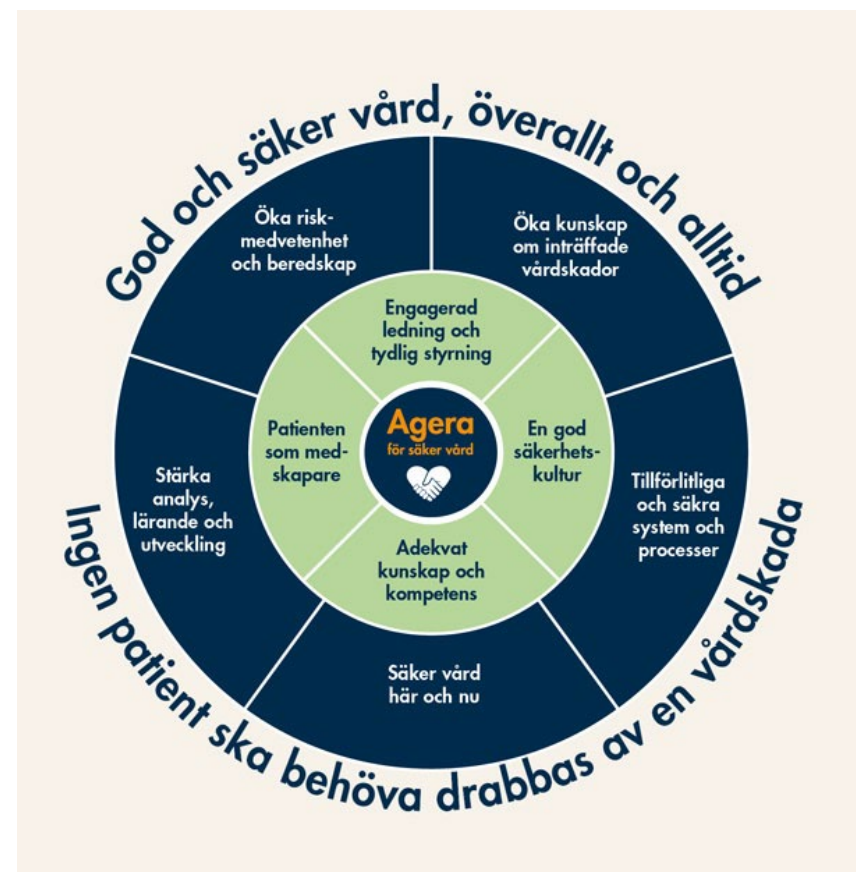 God och säker vård, överallt och alltid
Öka risk-
medvetenhet
och beredskap
Öka kunskap
om inträffade
vårdskador
Engagerad
ledning och
tydlig styrning
Patienten
som med-
skapare
Agera
för säker vård
En god
säkerhets-
kultur
Stärka
analys,
lärande och
utveckling
Tillförlitliga
och säkra
system och
processer
Adekvat
kunskap och
kompetens
Säker vård
här och nu
Ingen patient ska behöva drabbas av en vårdskada